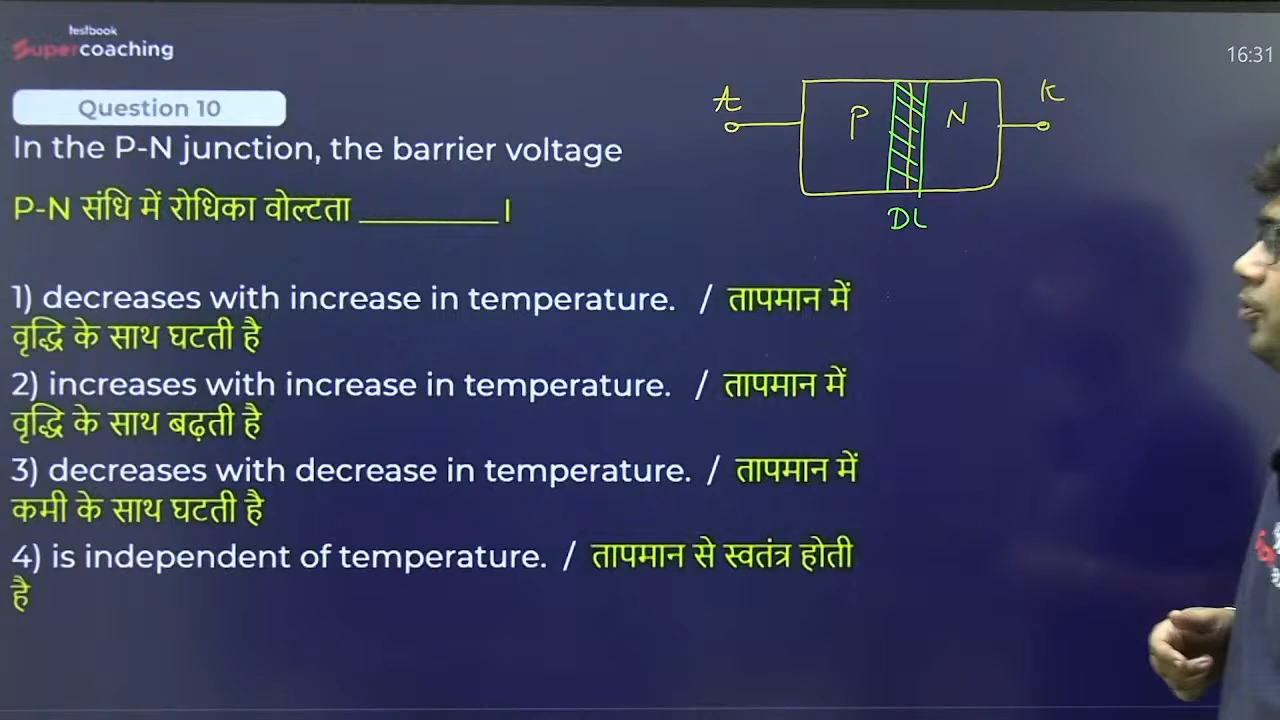 testbook
Supercoaching
16:31
Question 10
In the P-N junction, the barrier voltage
P-N संधि में रोधिका वोल्टता _________।
1) decreases with increase in temperature. / तापमान में
वृद्धि के साथ घटती है
2) increases with increase in temperature. / तापमान में
वृद्धि के साथ बढ़ती है
3) decreases with decrease in temperature. / तापमान में
कमी के साथ घटती है
4) is independent of temperature. / तापमान से स्वतंत्र होती
है
A
P
N
K
DL